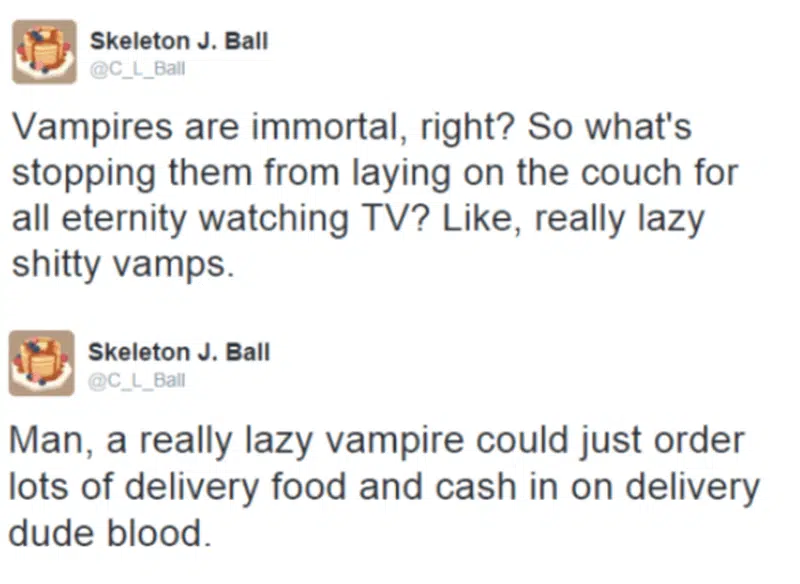 Skeleton J. Ball
@C_L_Ball
Vampires are immortal, right? So what's
stopping them from laying on the couch for
all eternity watching TV? Like, really lazy
shitty vamps.
Skeleton J. Ball
@C_L_Ball
Man, a really lazy vampire could just order
lots of delivery food and cash in on delivery
dude blood.